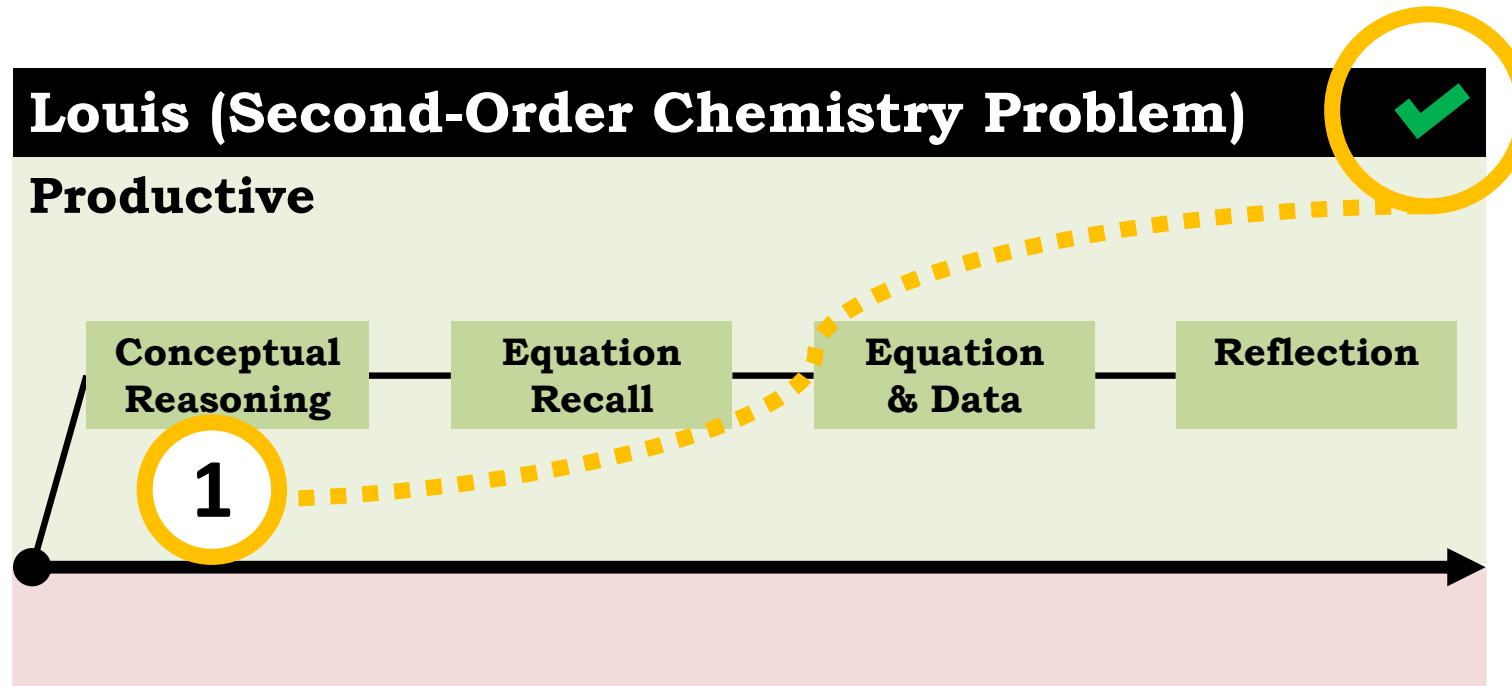 Louis (Second-Order Chemistry Problem)
Productive
Conceptual
Reasoning
Equation
Recall
Equation
& Data
Reflection
1